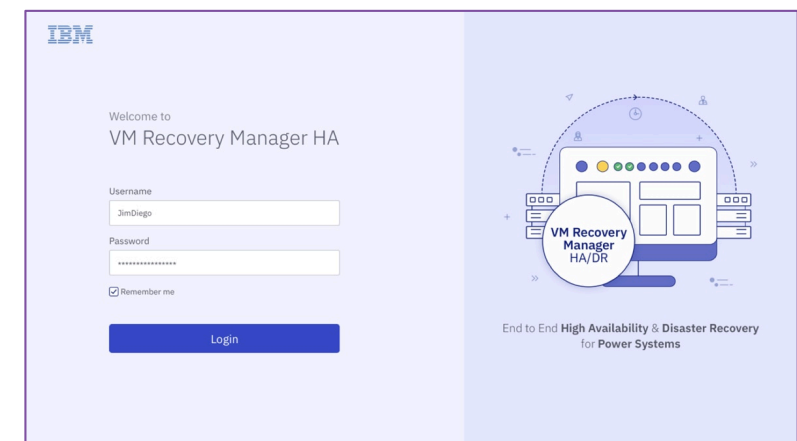 IBM
Welcome to
VM Recovery Manager HA
Username
JimDiego
Password
****************
Remember me
Login
VM Recovery
Manager
HA/DR
End to End High Availability & Disaster Recovery
for Power Systems